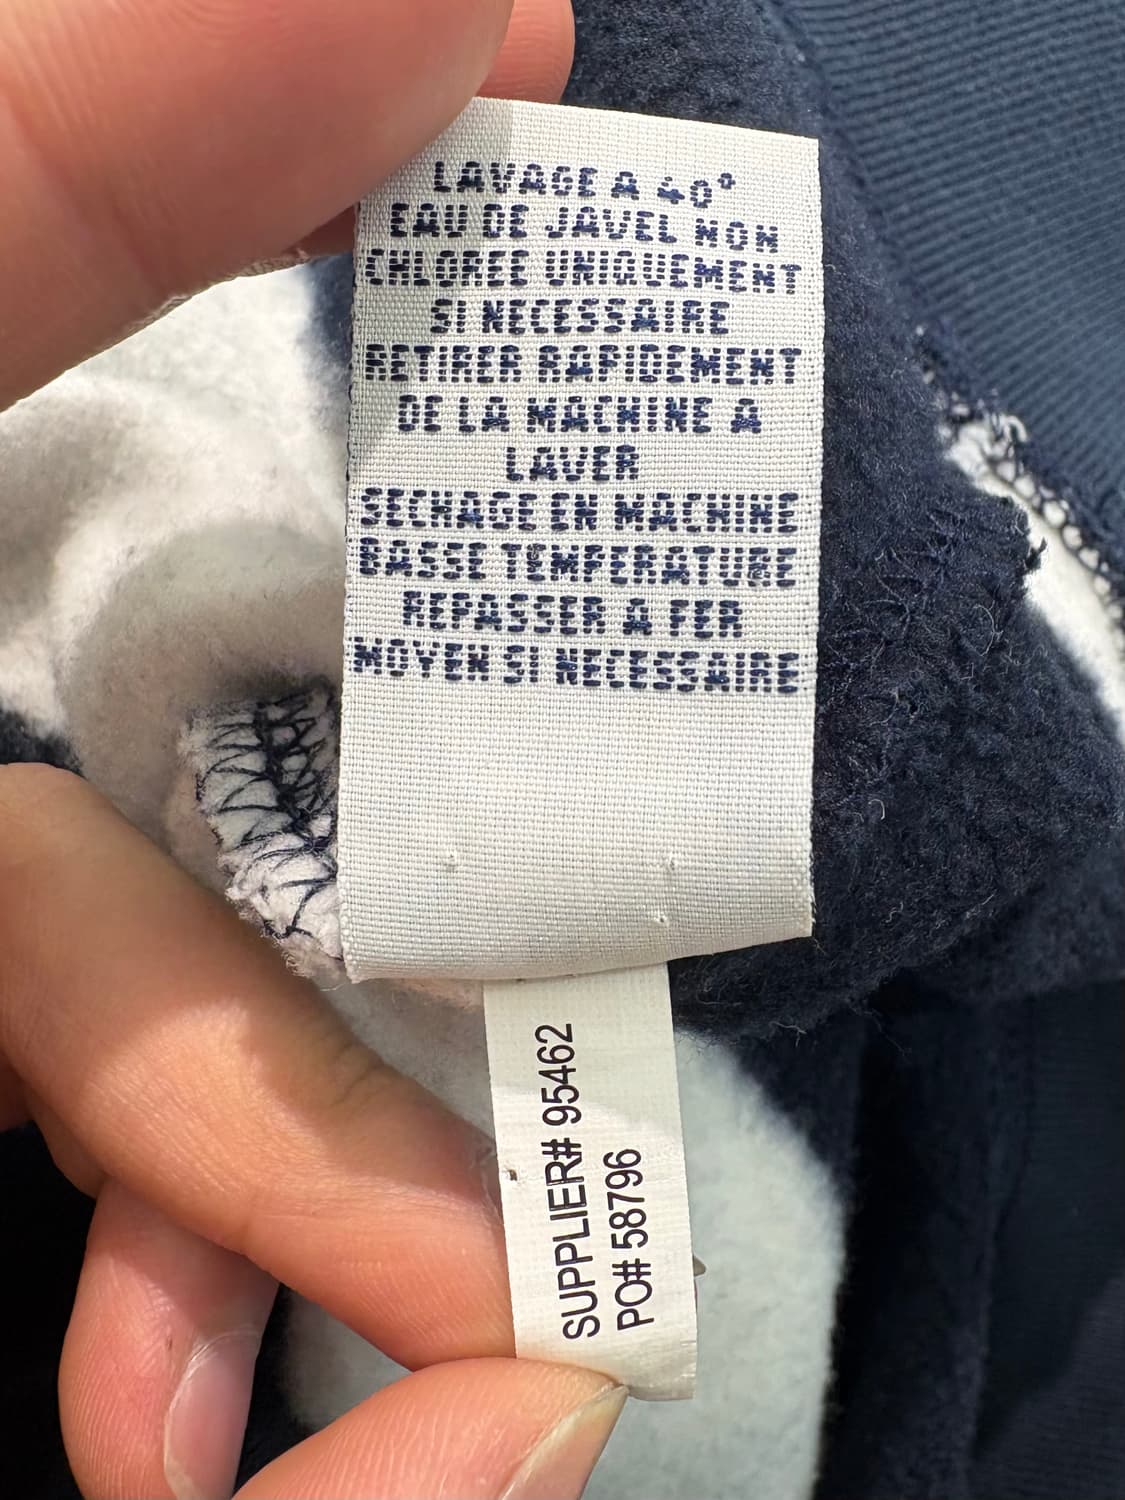 LAVAGE A 40°
EAU DE JAVEL NON
CHLOREE UNIQUEMENT
SI NECESSAIRE
RETIRER RAPIDEMENT
DE LA MACHINE A
LAVER
SECHAGE EN MACHINE
BASSE TEMPERATURE
REPASSER A FER
MOYEN SI NECESSAIRE
SUPPLIER# 95462
PO# 58796